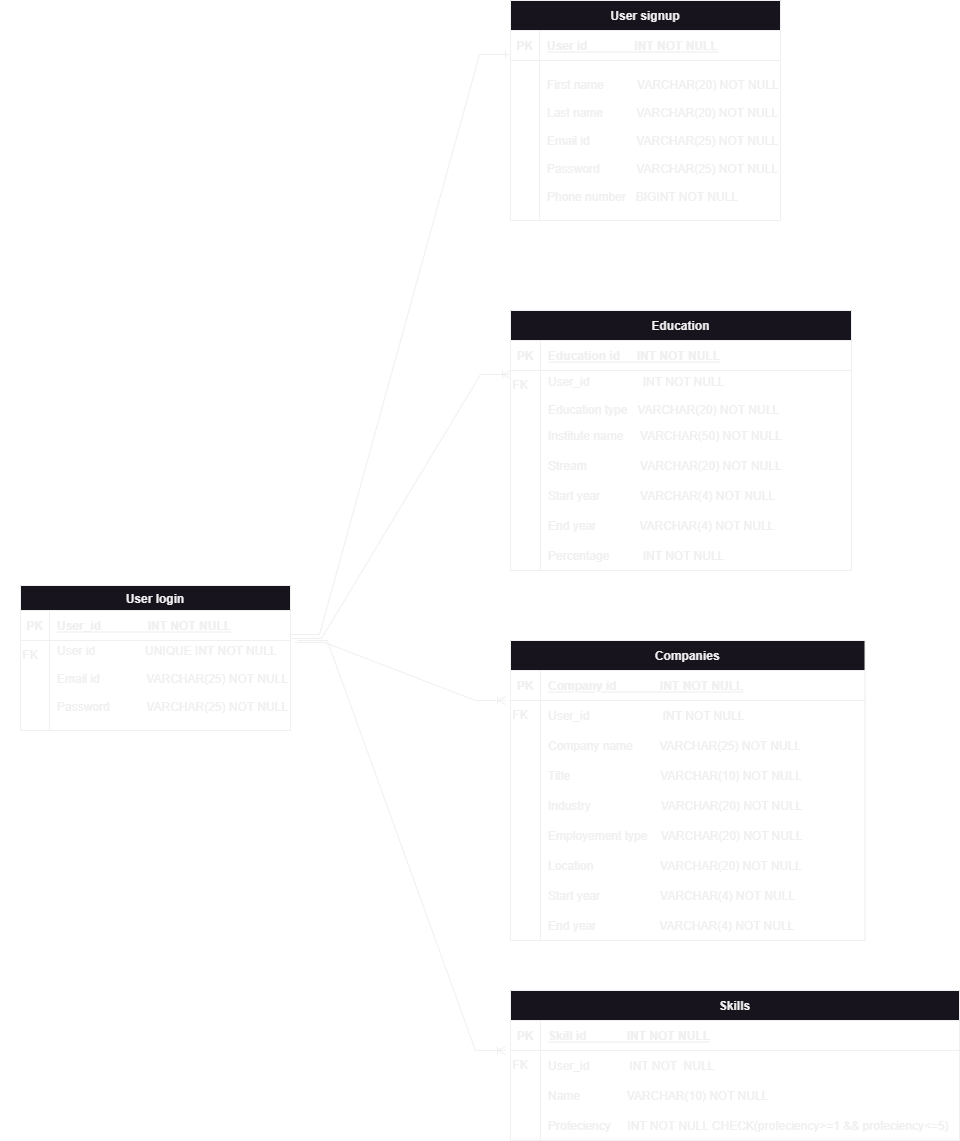 User signup
PK User id INT NOT NULL
First name VARCHAR(20) NOT NULL
Last name VARCHAR(20) NOT NULL
Email id VARCHAR(25) NOT NULL
Password VARCHAR(25) NOT NULL
Phone number BIGINT NOT NULL
Education
PK Education id INT NOT NULL
FK User_id INT NOT NULL
Education type VARCHAR(20) NOT NULL
Institute name VARCHAR(50) NOT NULL
Stream VARCHAR(20) NOT NULL
Start year VARCHAR(4) NOT NULL
End year VARCHAR(4) NOT NULL
Percentage INT NOT NULL
User login
PK User_id INT NOT NULL
FK User id UNIQUE INT NOT NULL
Email id VARCHAR(25) NOT NULL
Password VARCHAR(25) NOT NULL
Companies
PK Company id INT NOT NULL
FK User_id INT NOT NULL
Company name VARCHAR(25) NOT NULL
Title VARCHAR(10) NOT NULL
Industry VARCHAR(20) NOT NULL
Employement type VARCHAR(20) NOT NULL
Location VARCHAR(20) NOT NULL
Start year VARCHAR(4) NOT NULL
End year VARCHAR(4) NOT NULL
Skills
PK Skill id INT NOT NULL
FK User_id INT NOT NULL
Name VARCHAR(10) NOT NULL
Profeciency INT NOT NULL CHECK(profeciency>=1 && profeciency<=5)